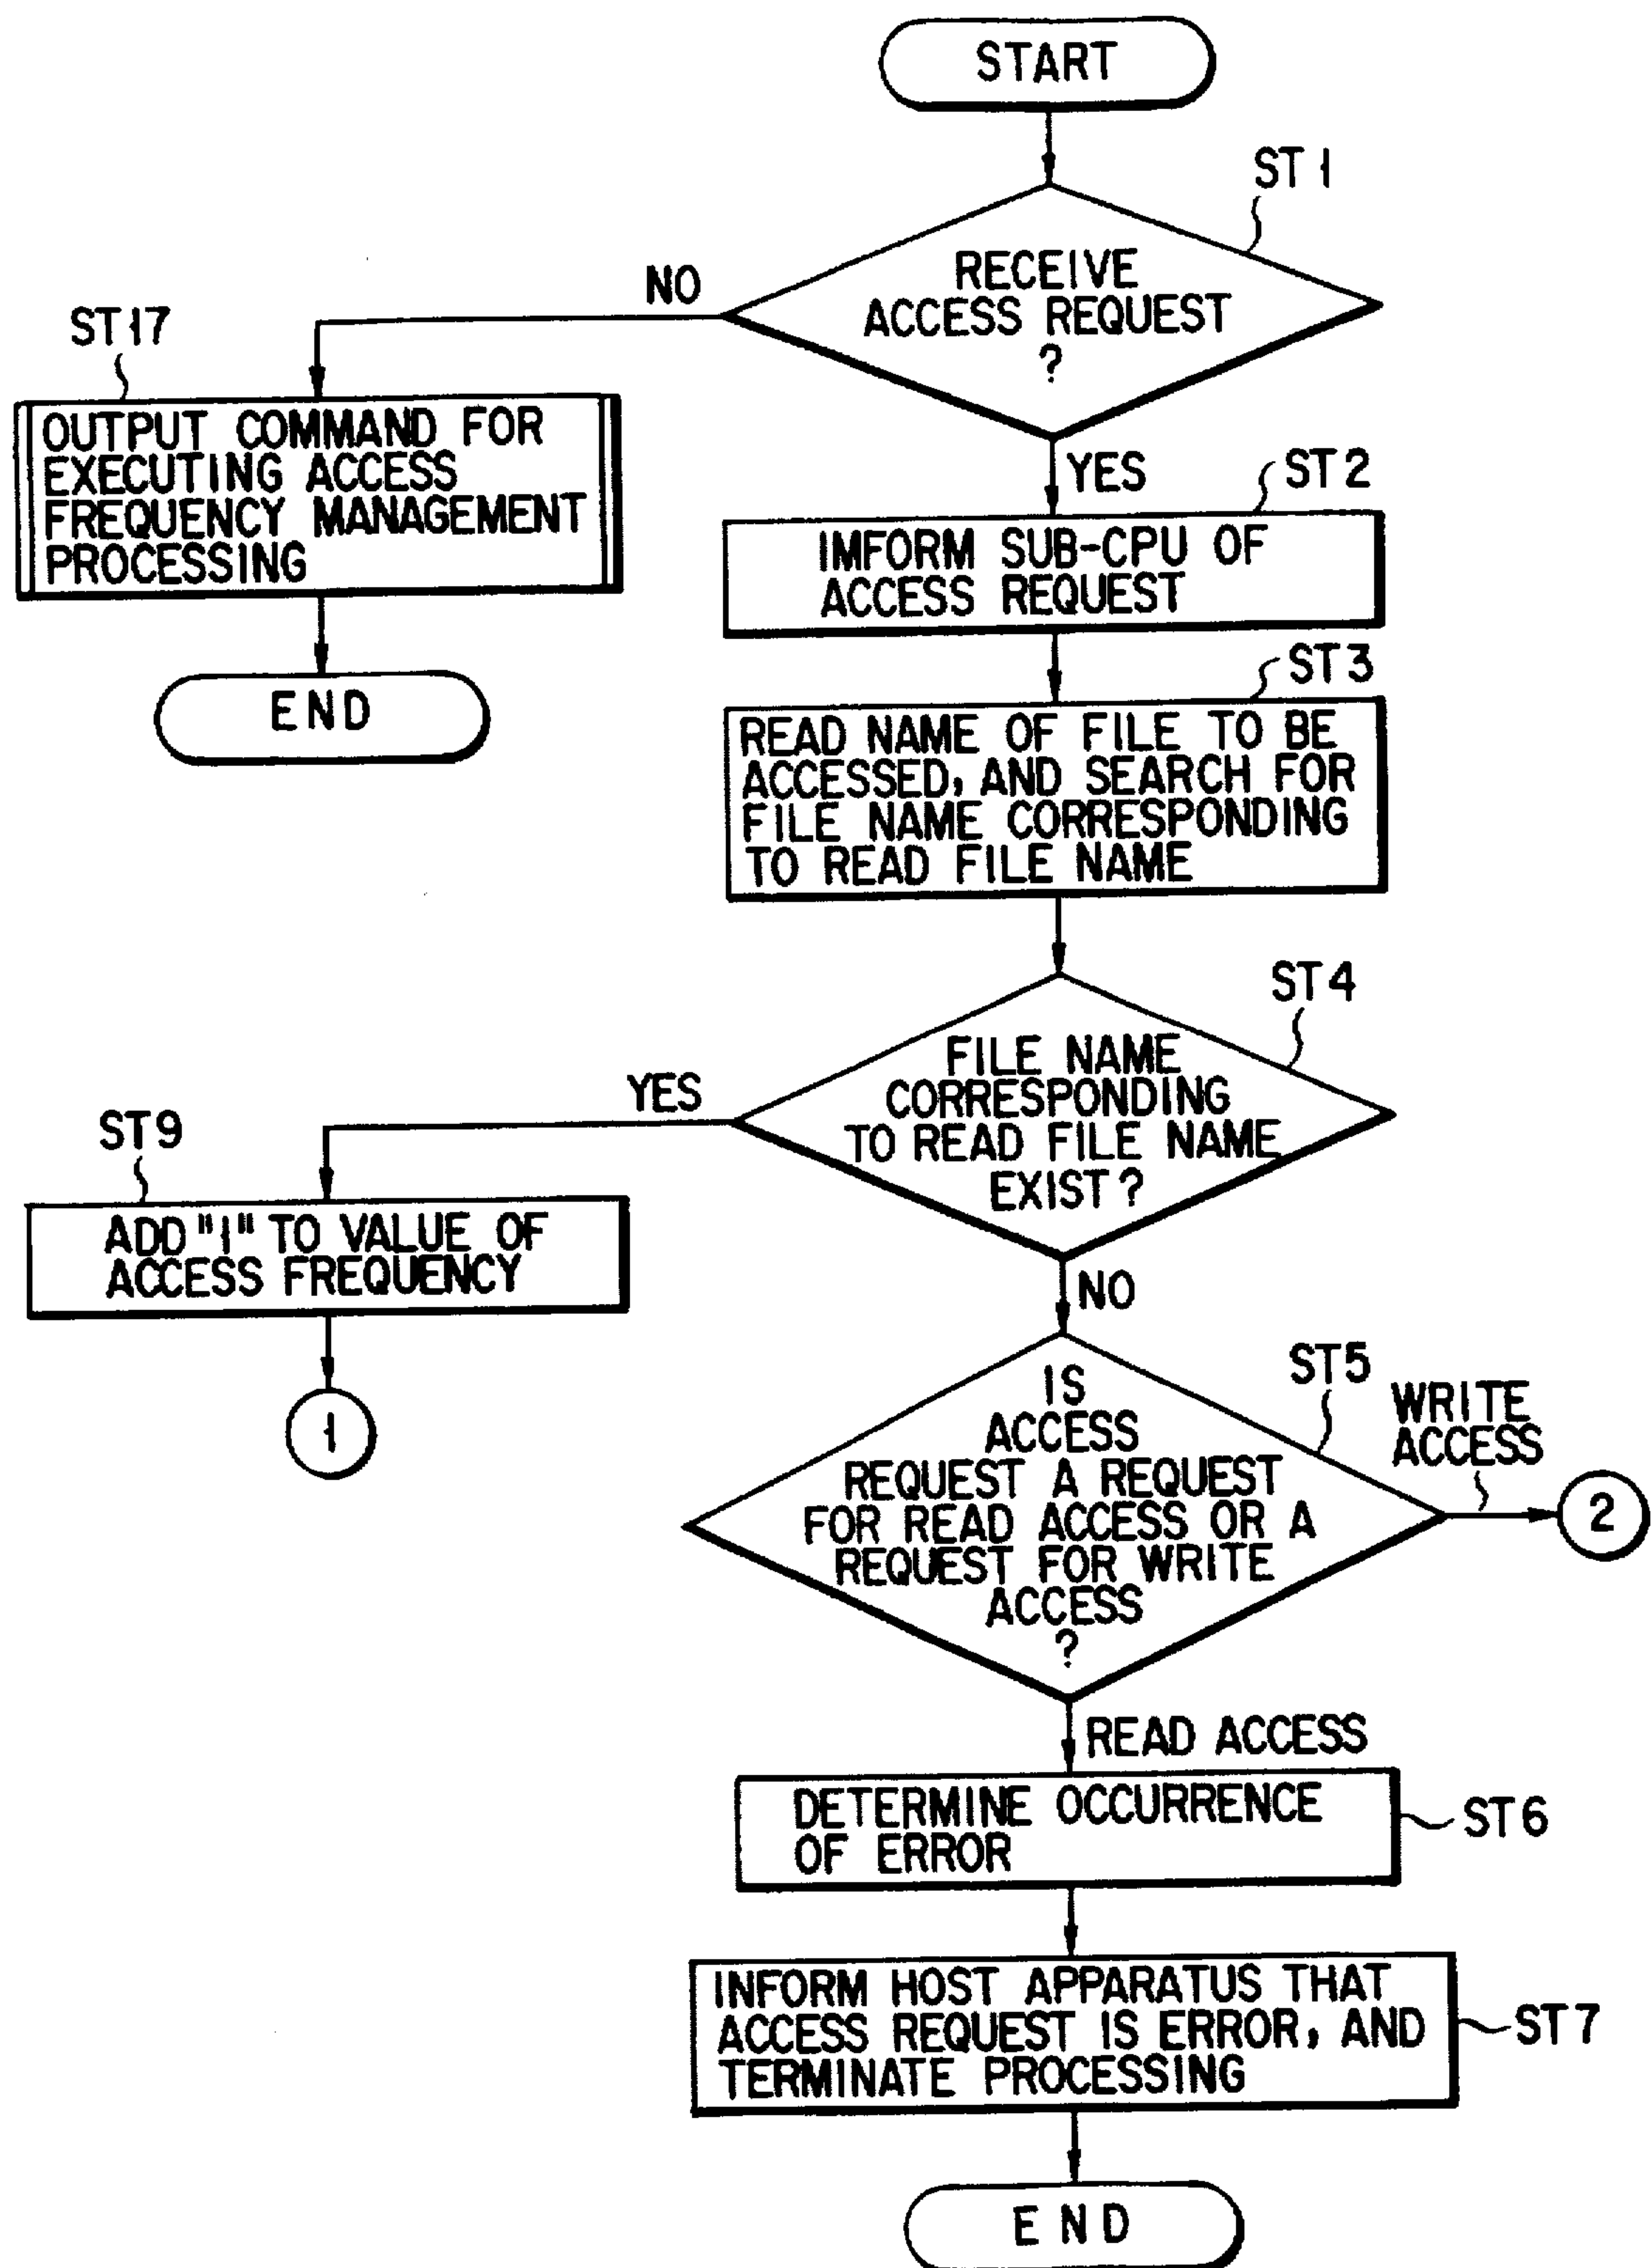 START
ST1
RECEIVE
ACCESS REQUEST
?
NO
ST17
OUTPUT COMMAND FOR
EXECUTING ACCESS
FREQUENCY MANAGEMENT
PROCESSING
END
YES
ST2
IMFORM SUB-CPU OF
ACCESS REQUEST
ST3
READ NAME OF FILE TO BE
ACCESSED, AND SEARCH FOR
FILE NAME CORRESPONDING
TO READ FILE NAME
ST4
FILE NAME
CORRESPONDING
TO READ FILE NAME
EXIST?
YES
ST9
ADD "1" TO VALUE OF
ACCESS FREQUENCY
1
NO
ST5
IS
ACCESS
REQUEST A REQUEST
FOR READ ACCESS OR A
REQUEST FOR WRITE
ACCESS
?
WRITE
ACCESS
2
READ ACCESS
DETERMINE OCCURRENCE
OF ERROR
ST6
INFORM HOST APPARATUS THAT
ACCESS REQUEST IS ERROR, AND
TERMINATE PROCESSING
ST7
END